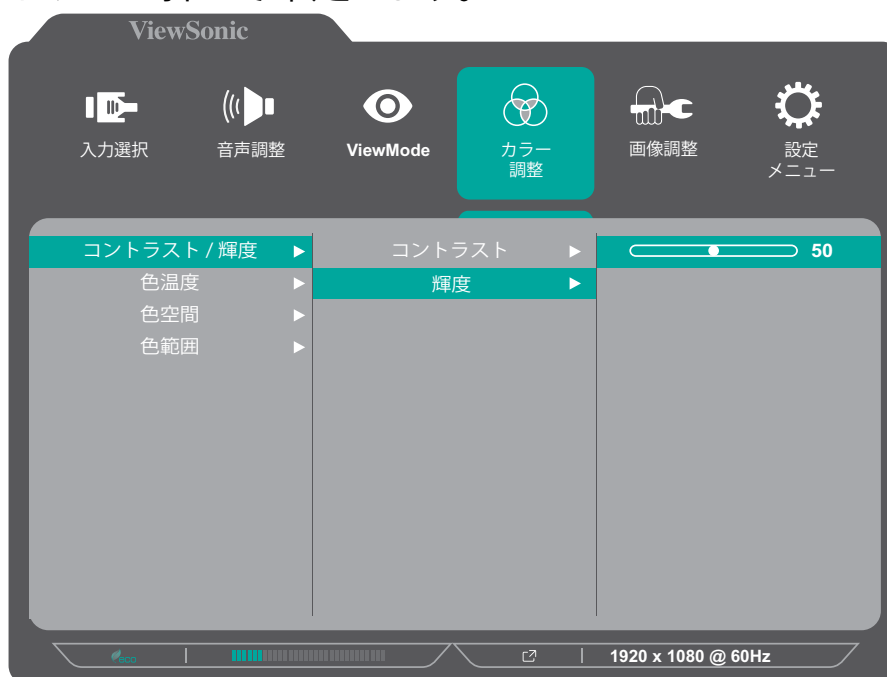 ViewSonic
入力選択
音声調整
ViewMode
カラー
調整
画像調整
設定
メニュー
コントラスト / 輝度 ▶ コントラスト ▶ 50
色温度 ▶ 輝度 ▶
色空間 ▶
色範囲 ▶
eco | | 1920 x 1080 @ 60Hz